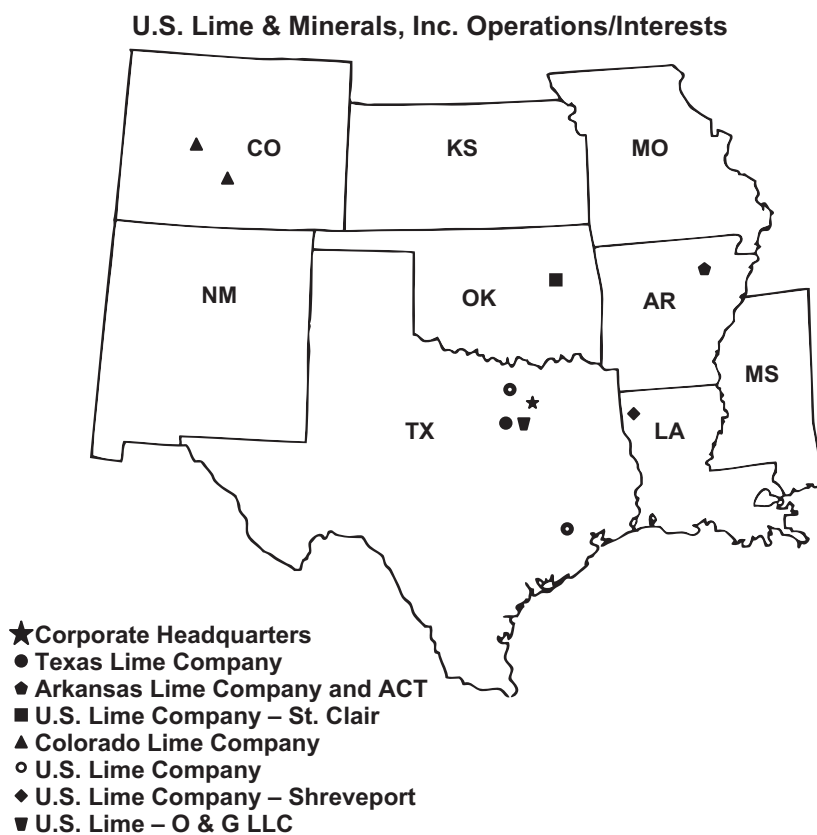 U.S. Lime & Minerals, Inc. Operations/Interests
CO
KS
MO
NM
OK
AR
MS
TX
LA
Corporate Headquarters
Texas Lime Company
Arkansas Lime Company and ACT
U.S. Lime Company – St. Clair
Colorado Lime Company
U.S. Lime Company
U.S. Lime Company – Shreveport
U.S. Lime – O & G LLC